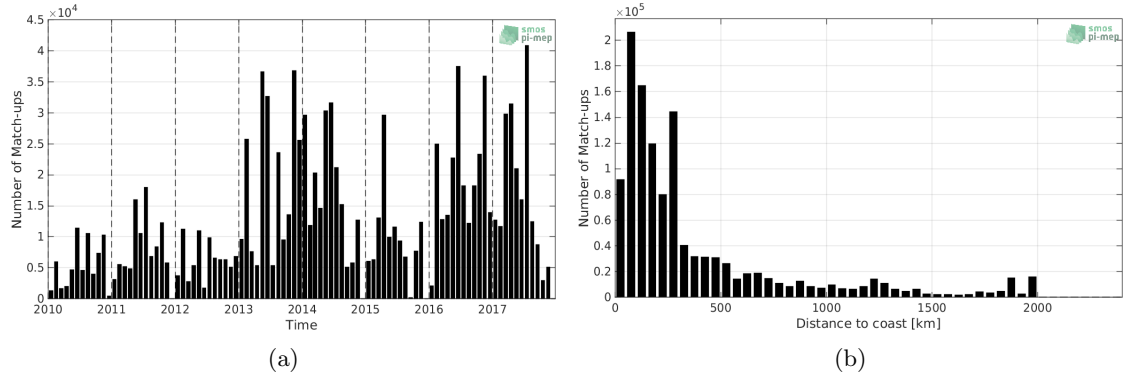 ×10⁴
4.5
4
3.5
3
2.5
2
1.5
1
0.5
0
Number of Match-ups
2010 2011 2012 2013 2014 2015 2016 2017
Time
smos
pi-mep
(a)
×10⁵
2
1.8
1.6
1.4
1.2
1
0.8
0.6
0.4
0.2
0
Number of Match-ups
0 500 1000 1500 2000
Distance to coast [km]
smos
pi-mep
(b)